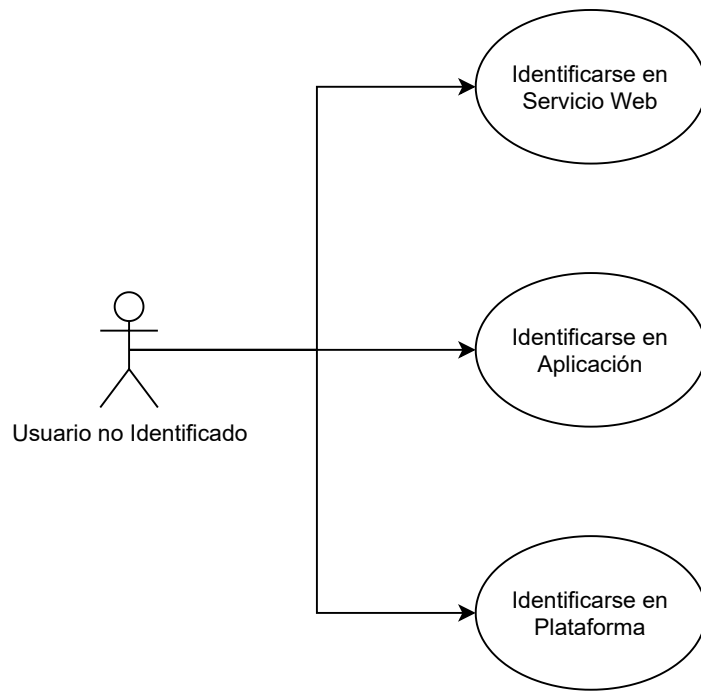 Identificarse en
Servicio Web
Identificarse en
Aplicación
Usuario no Identificado
Identificarse en
Plataforma